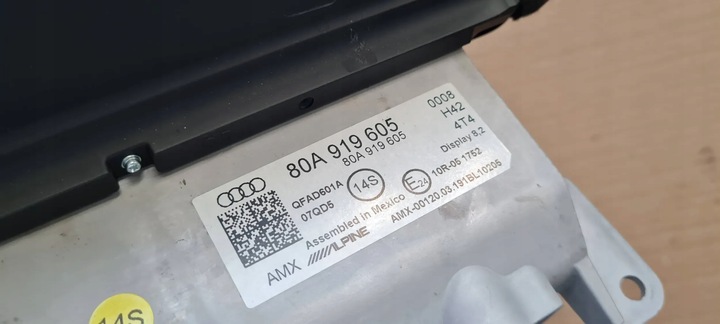 80A 919 605
80A 919 605
0008
H42
4T4
Display 8.2
QFAD601A
07QD5
14S
E24
10R-05 1752
Assembled in Mexico
AMX-00120.03.191BL10205
AMX
ALPINE
14S